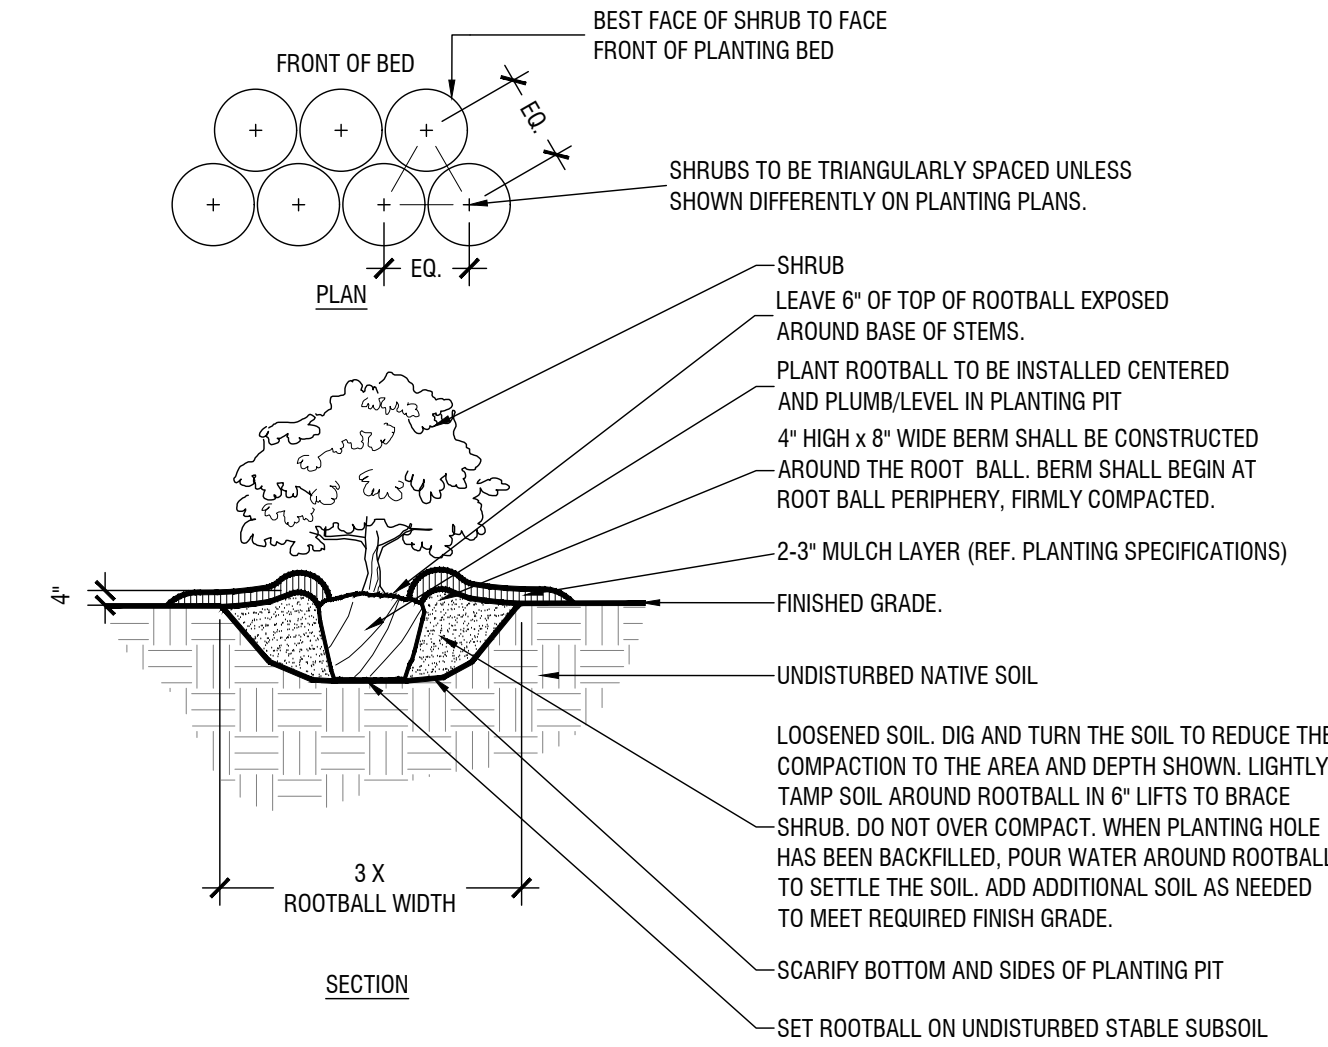 BEST FACE OF SHRUB TO FACE
FRONT OF PLANTING BED
FRONT OF BED
EQ.
SHRUBS TO BE TRIANGULARLY SPACED UNLESS
SHOWN DIFFERENTLY ON PLANTING PLANS.
EQ.
PLAN
SHRUB
LEAVE 6" OF TOP OF ROOTBALL EXPOSED
AROUND BASE OF STEMS.
PLANT ROOTBALL TO BE INSTALLED CENTERED
AND PLUMB/LEVEL IN PLANTING PIT
4" HIGH x 8" WIDE BERM SHALL BE CONSTRUCTED
AROUND THE ROOT  BALL. BERM SHALL BEGIN AT
ROOT BALL PERIPHERY, FIRMLY COMPACTED.
2-3" MULCH LAYER (REF. PLANTING SPECIFICATIONS)
4"
FINISHED GRADE.
UNDISTURBED NATIVE SOIL
LOOSENED SOIL. DIG AND TURN THE SOIL TO REDUCE THE
COMPACTION TO THE AREA AND DEPTH SHOWN. LIGHTLY
TAMP SOIL AROUND ROOTBALL IN 6" LIFTS TO BRACE
SHRUB. DO NOT OVER COMPACT. WHEN PLANTING HOLE
HAS BEEN BACKFILLED, POUR WATER AROUND ROOTBALL
TO SETTLE THE SOIL. ADD ADDITIONAL SOIL AS NEEDED
TO MEET REQUIRED FINISH GRADE.
3 X
ROOTBALL WIDTH
SCARIFY BOTTOM AND SIDES OF PLANTING PIT
SECTION
SET ROOTBALL ON UNDISTURBED STABLE SUBSOIL